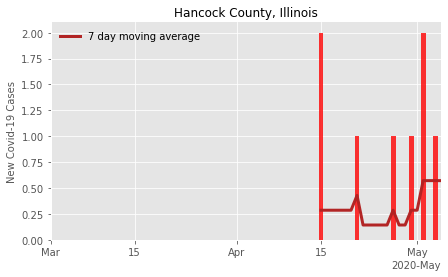 Hancock County, Illinois
7 day moving average
New Covid-19 Cases
2.00
1.75
1.50
1.25
1.00
0.75
0.50
0.25
0.00
Mar
15
Apr
15
May
2020-May